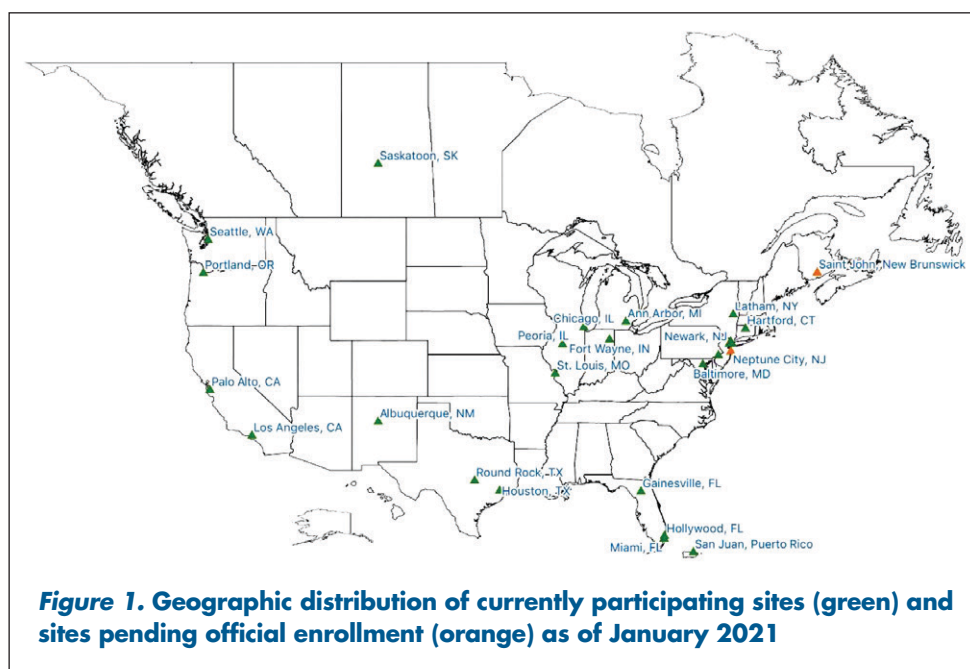 Saskatoon, SK
Seattle, WA
Portland, OR
Saint John, New Brunswick
Latham, NY
Chicago, IL
Ann Arbor, MI
Hartford, CT
Peoria, IL
Newark, NJ
Fort Wayne, IN
Neptune City, NJ
St. Louis, MO
Baltimore, MD
Palo Alto, CA
Albuquerque, NM
Los Angeles, CA
Round Rock, TX
Gainesville, FL
Houston, TX
Hollywood, FL
Miami, FL
San Juan, Puerto Rico
Figure 1. Geographic distribution of currently participating sites (green) and
sites pending official enrollment (orange) as of January 2021